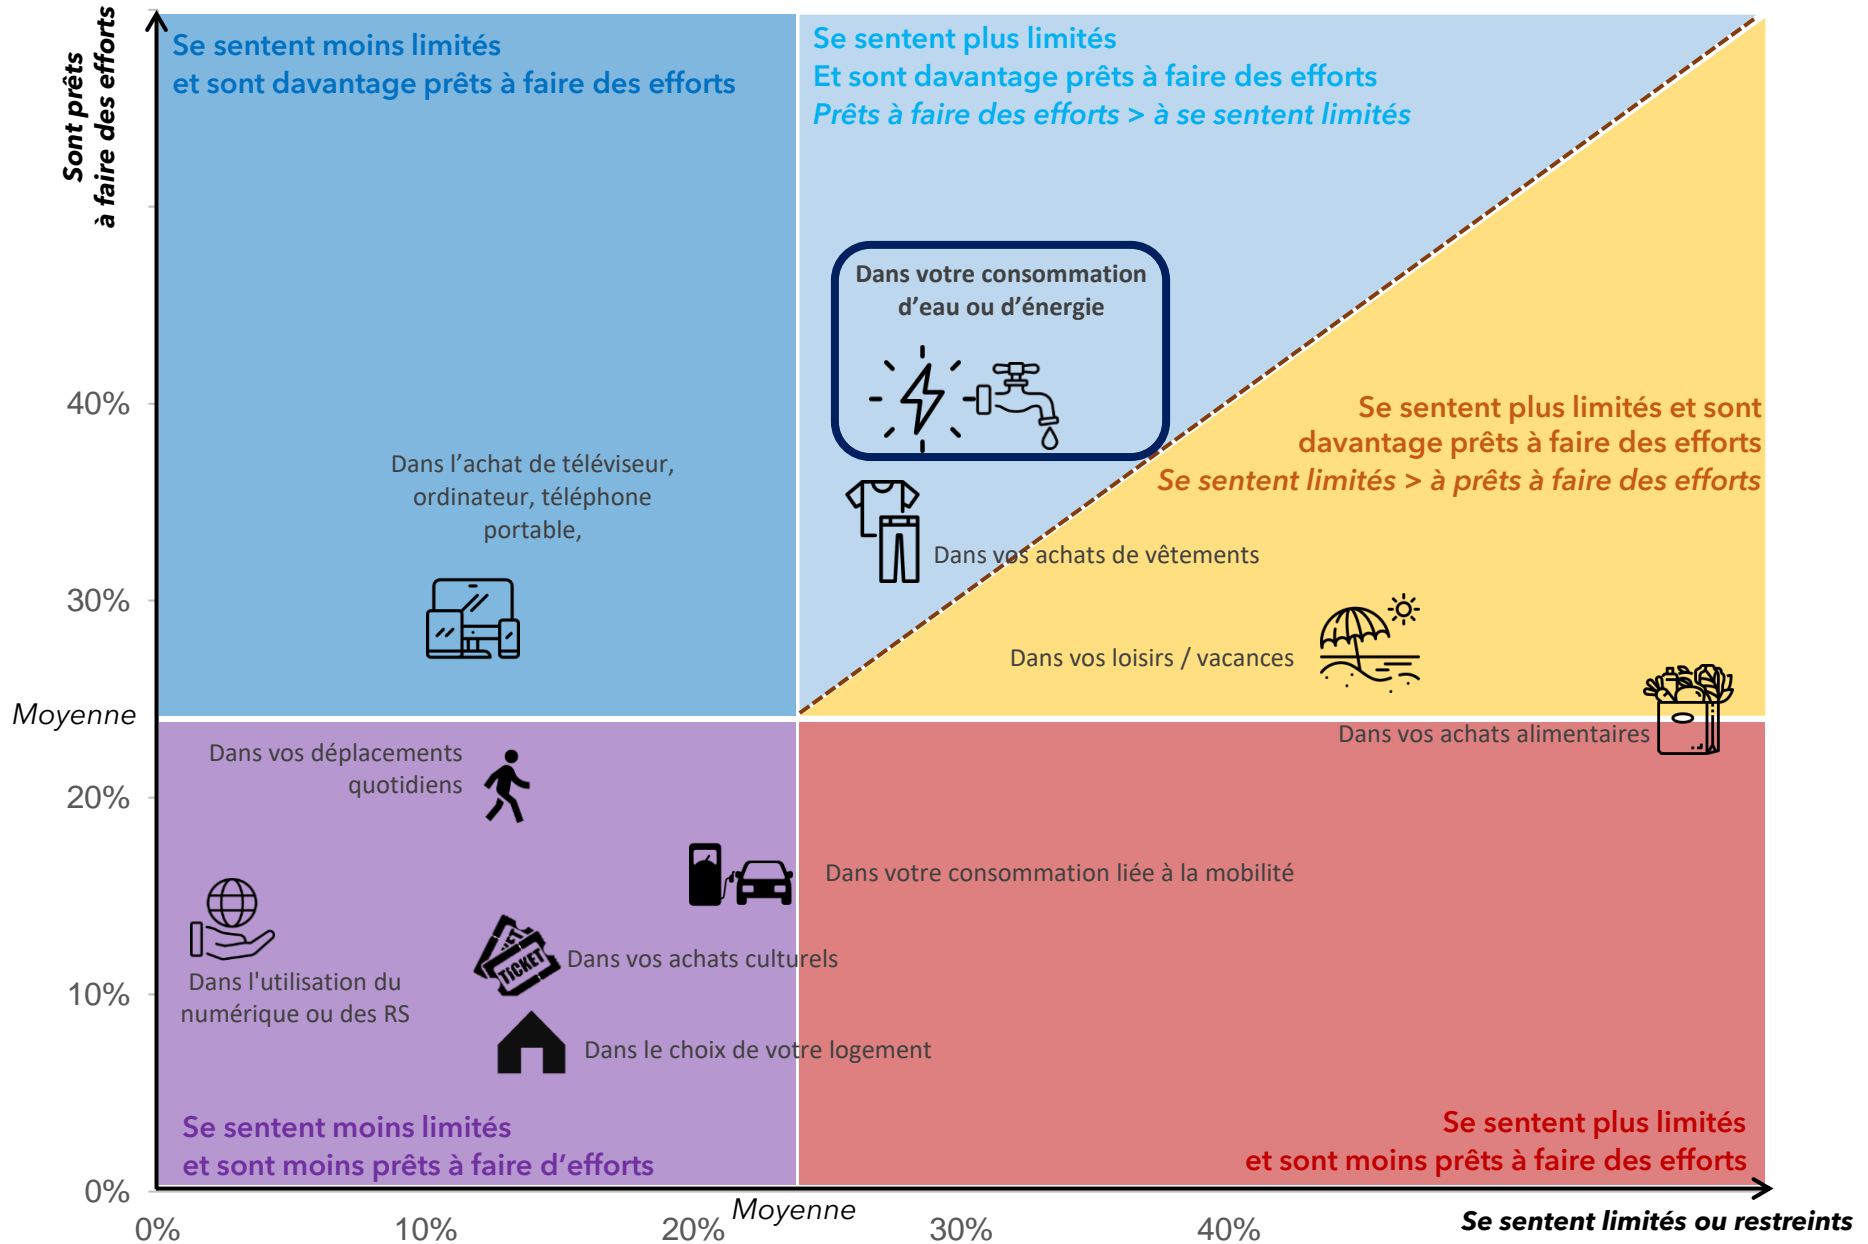 Sont prêts
à faire des efforts
Se sentent moins limités
et sont davantage prêts à faire des efforts
Se sentent plus limités
Et sont davantage prêts à faire des efforts
Prêts à faire des efforts > à se sentent limités
Dans votre consommation
d’eau ou d’énergie
40%
Se sentent plus limités et sont
davantage prêts à faire des efforts
Se sentent limités > à prêts à faire des efforts
Dans l’achat de téléviseur,
ordinateur, téléphone
portable,
Dans vos achats de vêtements
30%
Dans vos loisirs / vacances
Moyenne
Dans vos achats alimentaires
Dans vos déplacements
quotidiens
20%
Dans votre consommation liée à la mobilité
TICKET
Dans vos achats culturels
Dans l'utilisation du
numérique ou des RS
10%
Dans le choix de votre logement
Se sentent moins limités
et sont moins prêts à faire d’efforts
Se sentent plus limités
et sont moins prêts à faire des efforts
0%
0%
10%
20%
Moyenne
30%
40%
Se sentent limités ou restreints